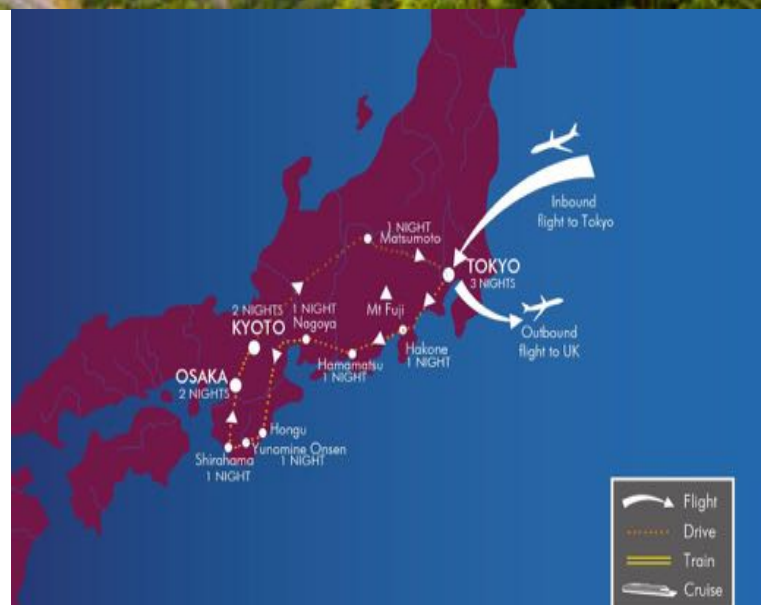 Inbound
flight to Tokyo
1 NIGHT
Matsumoto
TOKYO
3 NIGHTS
Mt Fuji
Outbound
flight to UK
2 NIGHTS
KYOTO
1 NIGHT
Nagoya
Hakone
1 NIGHT
Hamamatsu
1 NIGHT
OSAKA
2 NIGHTS
Hongu
Yunomine Onsen
1 NIGHT
Shirahama
1 NIGHT
Flight
Drive
Train
Cruise